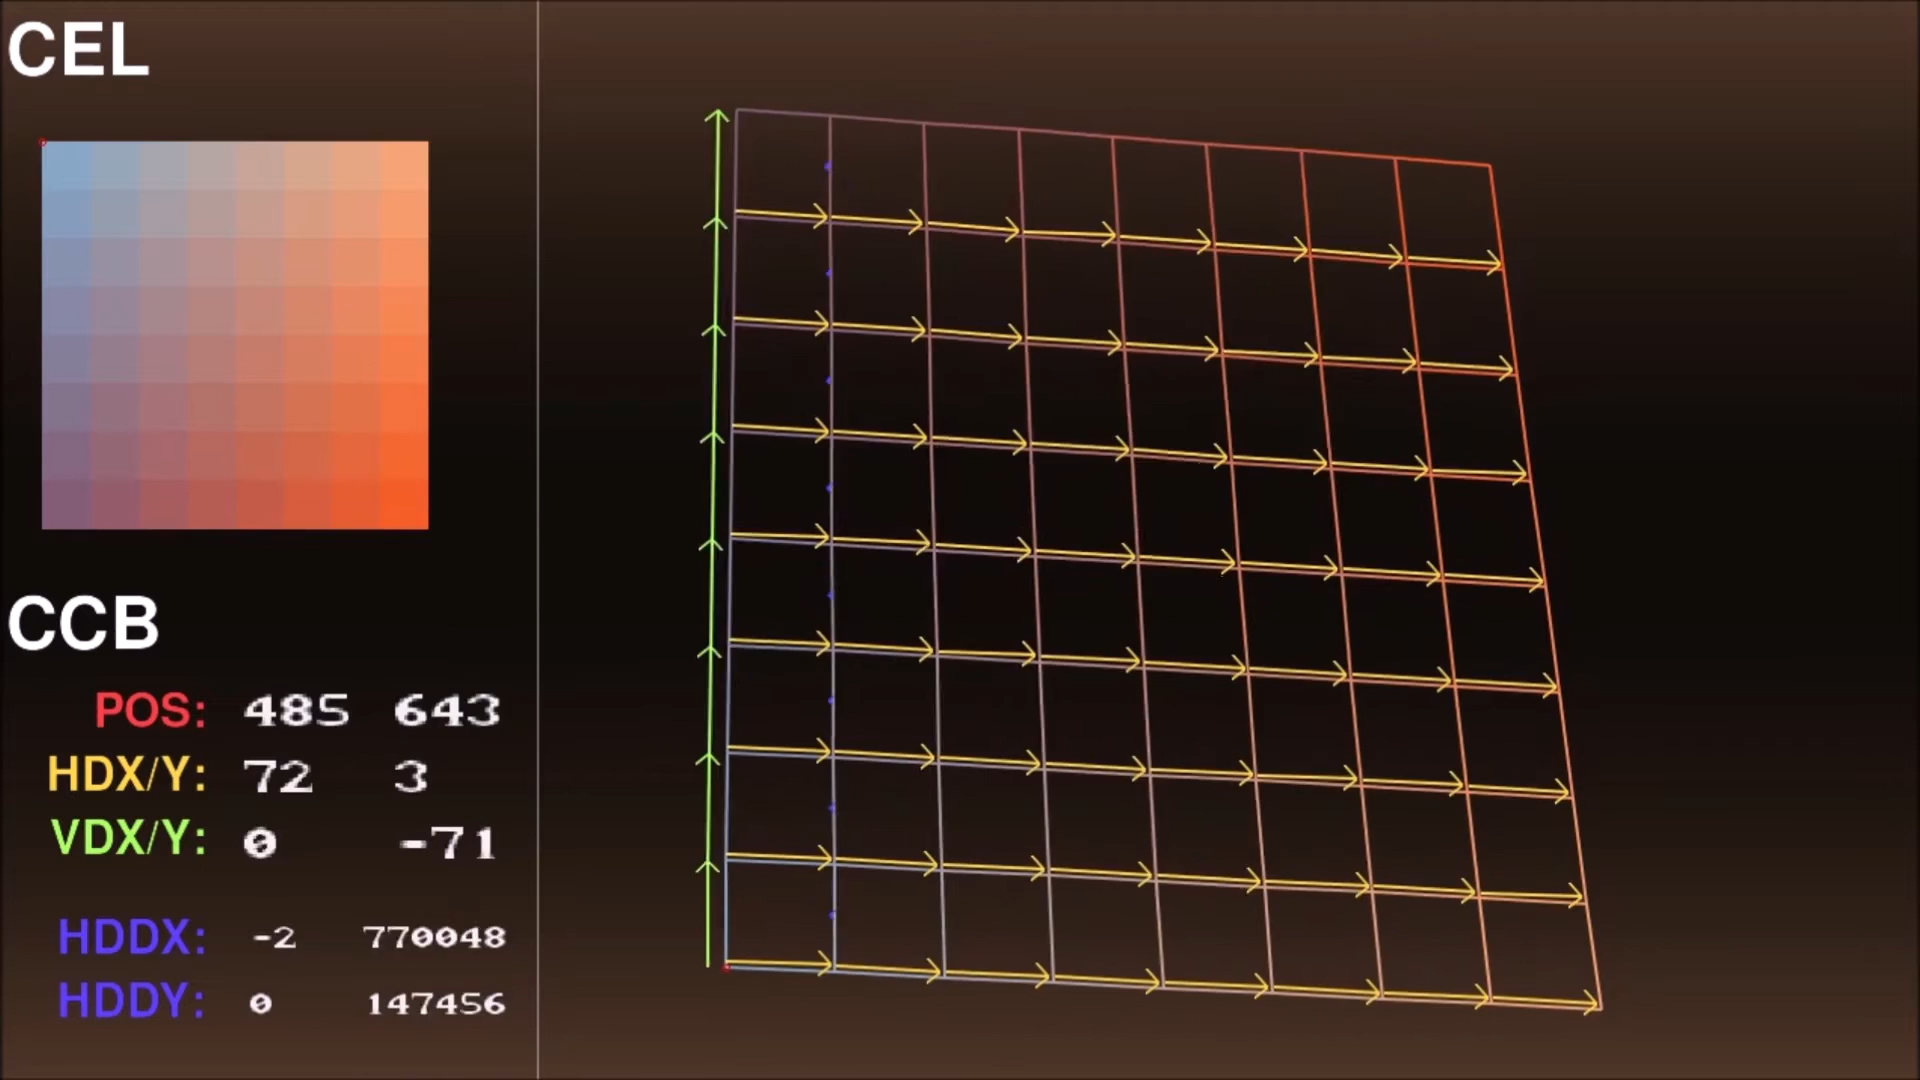 CEL
CCB
POS: 485 643
HDX/Y: 72 3
VDX/Y: 0 -71
HDDX: -2 770048
HDDY: 0 147456